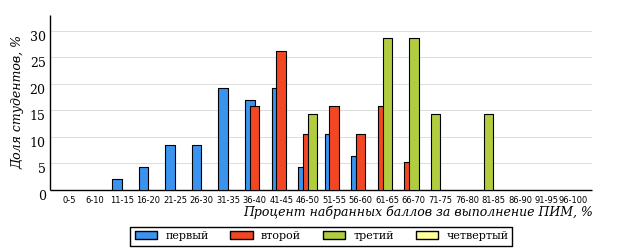 Доля студентов, %
30
25
20
15
10
5
0
0-5 6-10 11-15 16-20 21-25 26-30 31-35 36-40 41-45 46-50 51-55 56-60 61-65 66-70 71-75 76-80 81-85 86-90 91-95 96-100
Процент набранных баллов за выполнение ПИМ, %
первый второй третий четвертый